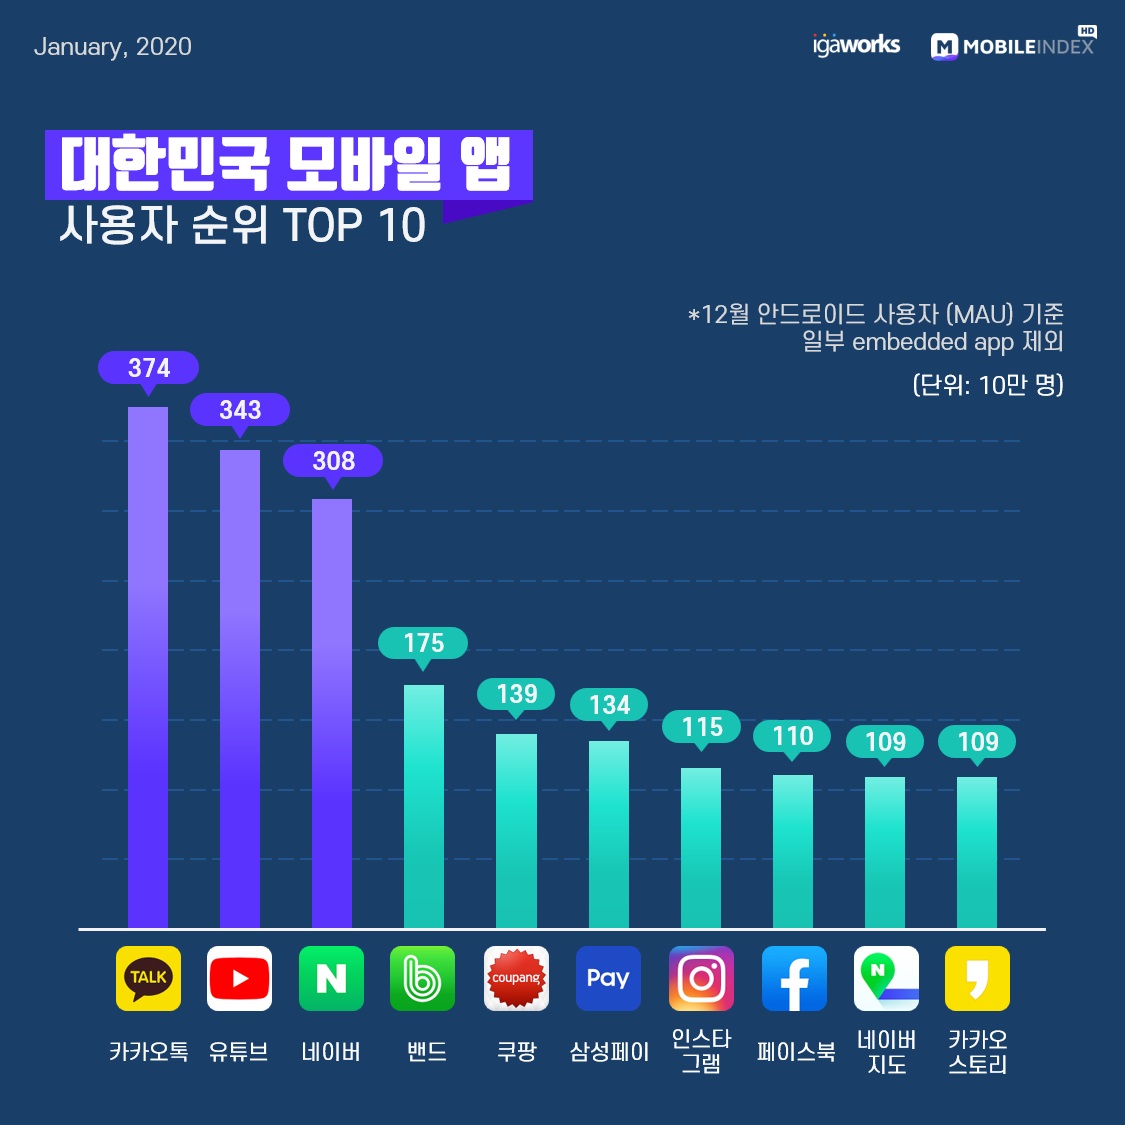 January, 2020
igaworks
M MOBILEINDEX HD
대한민국 모바일 앱
사용자 순위 TOP 10
*12월 안드로이드 사용자 (MAU) 기준
일부 embedded app 제외
(단위: 10만 명)
374
343
308
175
139
134
115
110
109
109
TALK
N
b
coupang
Pay
f
N
카카오톡
유튜브
네이버
밴드
쿠팡
삼성페이
인스타
그램
페이스북
네이버
지도
카카오
스토리